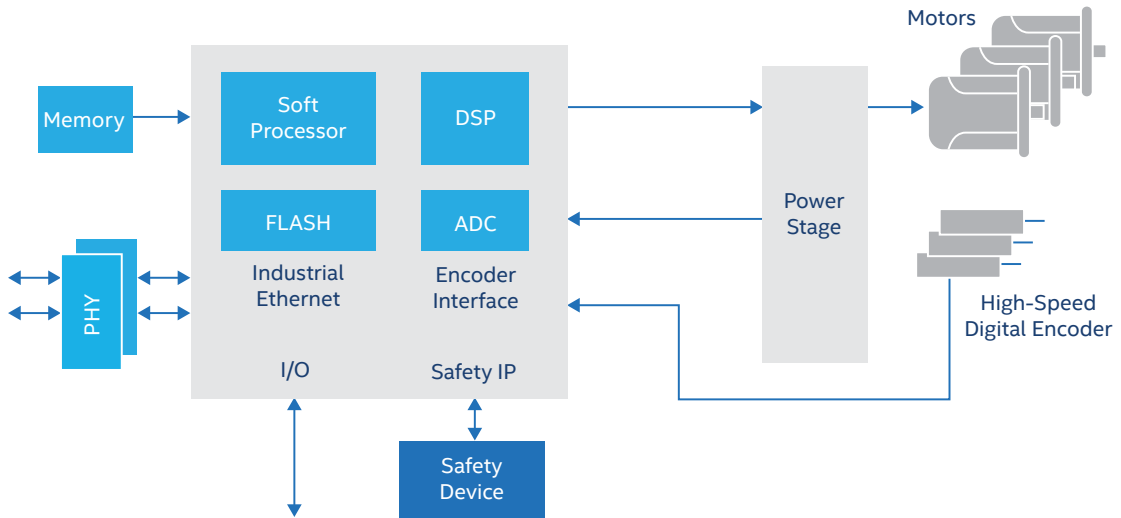 Motors
Memory
Soft
Processor
DSP
FLASH
ADC
Industrial
Ethernet
Encoder
Interface
PHY
I/O
Safety IP
Safety
Device
Power
Stage
High-Speed
Digital Encoder